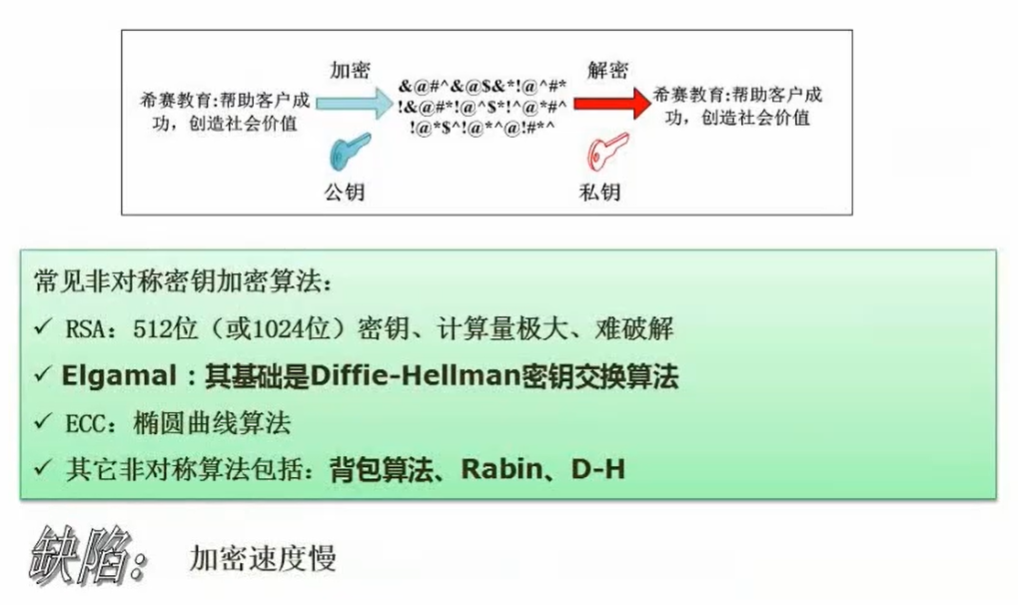 加密
解密
希赛教育:帮助客户成
功，创造社会价值
&@#^&@$&*!@^#*
!&@#*!@^$*!^@*#^
!@*$^!@*^@!#*^
希赛教育:帮助客户成
功，创造社会价值
公钥
私钥
常见非对称密钥加密算法：
✓ RSA：512位（或1024位）密钥、计算量极大、难破解
✓ Elgamal：其基础是Diffie-Hellman密钥交换算法
✓ ECC：椭圆曲线算法
✓ 其它非对称算法包括：背包算法、Rabin、D-H
缺陷： 加密速度慢